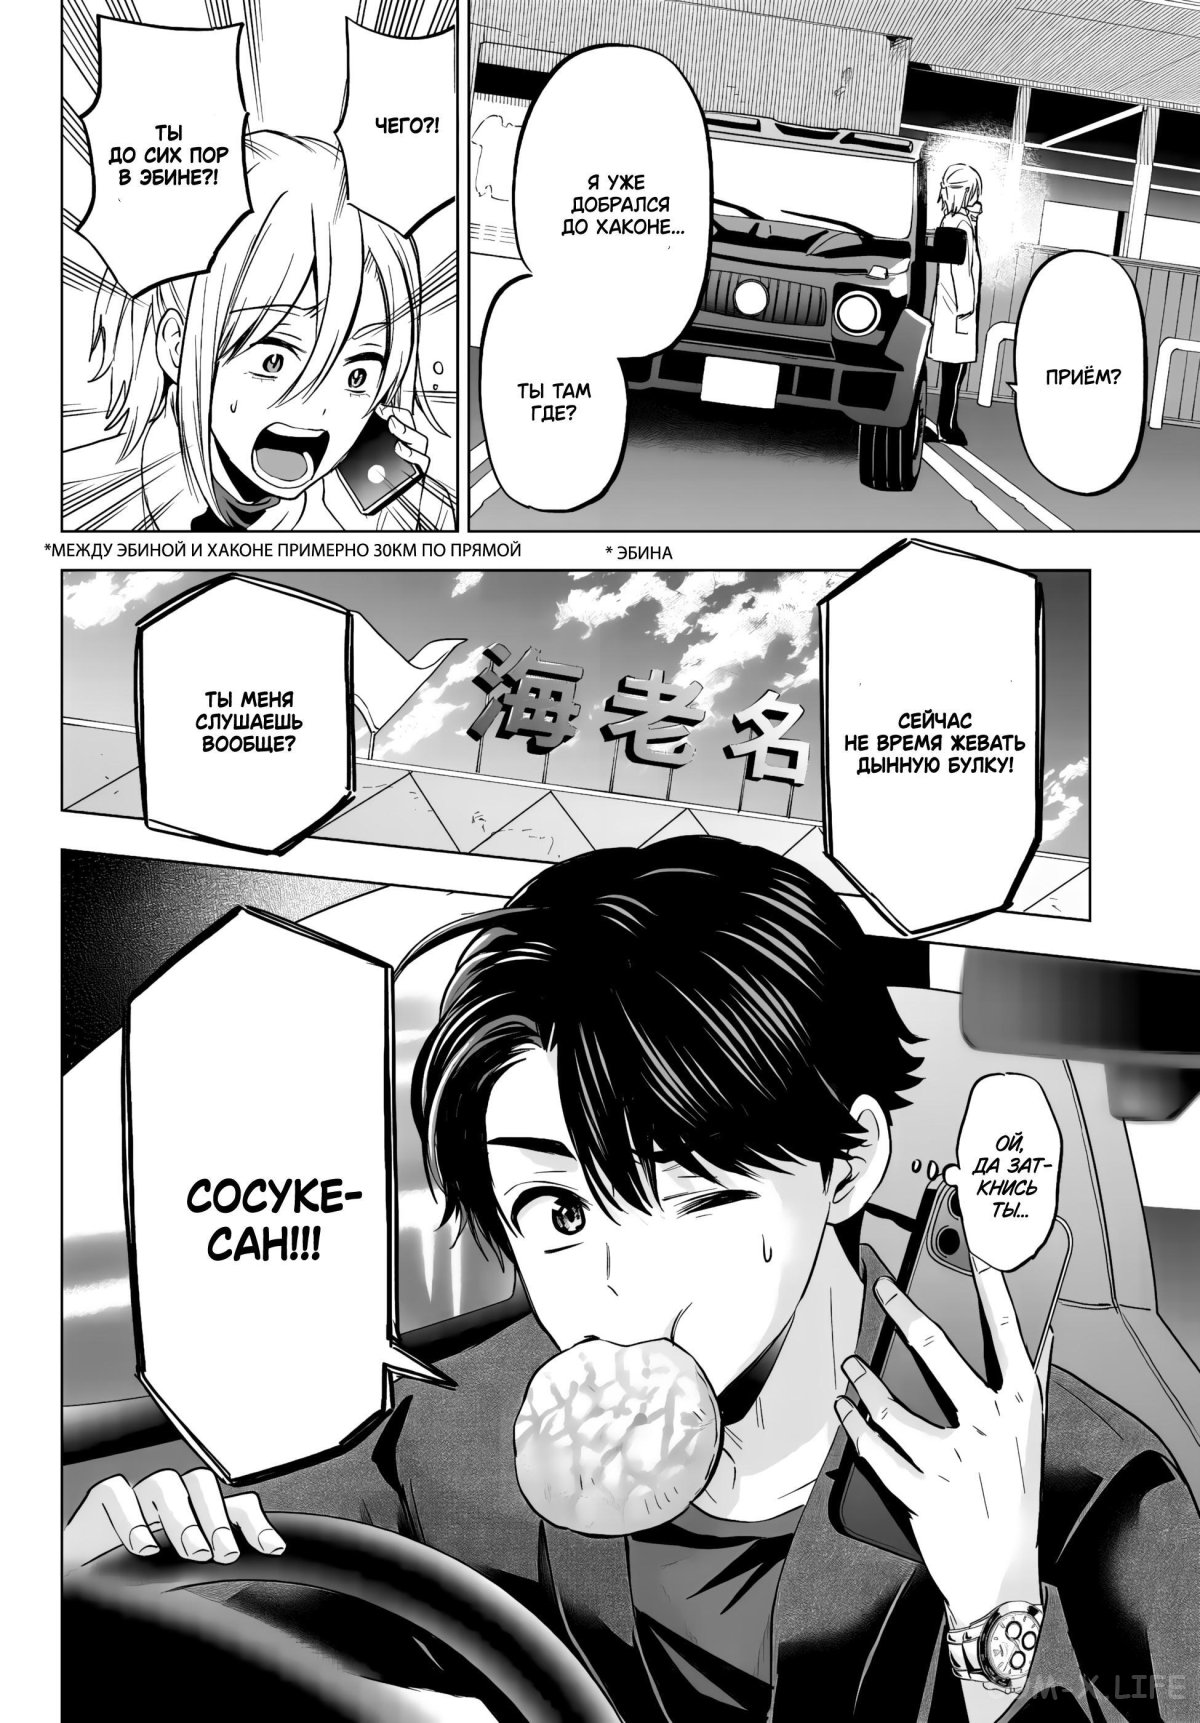 ПРИЁМ?
Я УЖЕ
ДОБРАЛСЯ
ДО ХАКОНЕ...
ТЫ ТАМ
ГДЕ?
ЧЕГО?!
ТЫ
ДО СИХ ПОР
В ЭБИНЕ?!
*МЕЖДУ ЭБИНОЙ И ХАКОНЕ ПРИМЕРНО 30КМ ПО ПРЯМОЙ
* ЭБИНА
海老名
СЕЙЧАС
НЕ ВРЕМЯ ЖЕВАТЬ
ДЫННУЮ БУЛКУ!
ТЫ МЕНЯ
СЛУШАЕШЬ
ВООБЩЕ?
ОЙ,
ДА ЗАТ-
КНИСЬ
ТЫ...
СОСУКЕ-
САН!!!
COM-X.LIFE